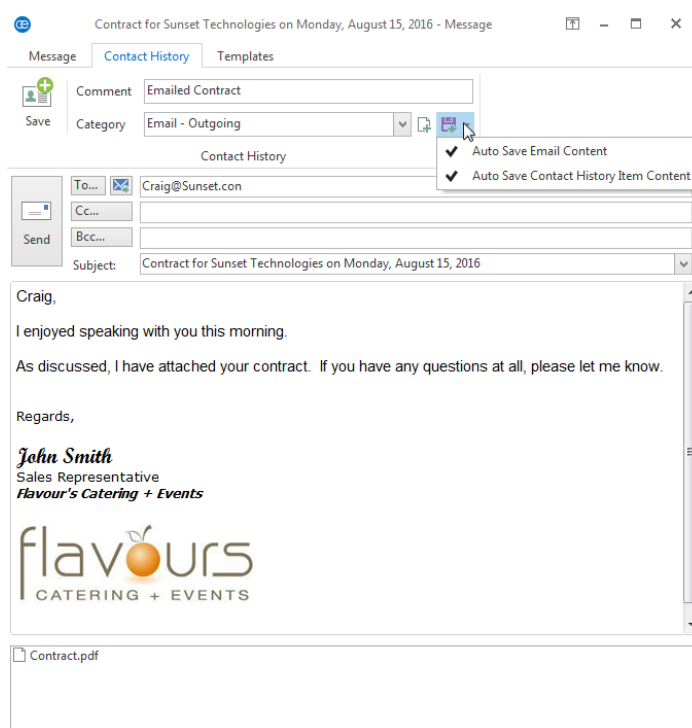 ce
Contract for Sunset Technologies on Monday, August 15, 2016 - Message
Message Contact History Templates
Save
Comment Emailed Contract
Category Email - Outgoing
Contact History
Auto Save Email Content
Auto Save Contact History Item Content
Send
To... Craig@Sunset.con
Cc...
Bcc...
Subject: Contract for Sunset Technologies on Monday, August 15, 2016
Craig,
I enjoyed speaking with you this morning.
As discussed, I have attached your contract. If you have any questions at all, please let me know.
Regards,
John Smith
Sales Representative
Flavour's Catering + Events
flavours
CATERING + EVENTS
Contract.pdf